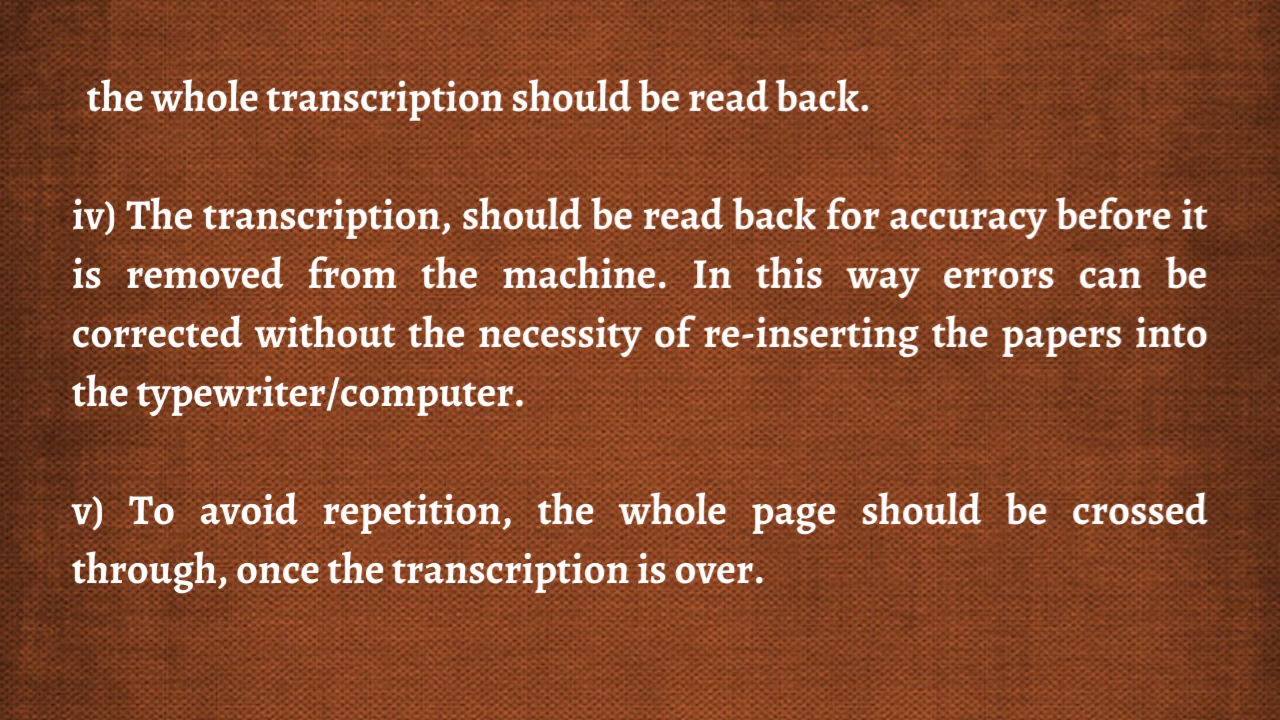 the whole transcription should be read back.
iv) The transcription, should be read back for accuracy before it
is removed from the machine. In this way errors can be
corrected without the necessity of re-inserting the papers into
the typewriter/computer.
v) To avoid repetition, the whole page should be crossed
through, once the transcription is over.